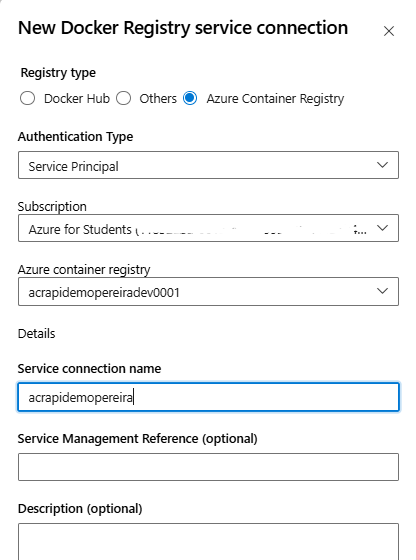 New Docker Registry service connection
Registry type
Docker Hub Others Azure Container Registry
Authentication Type
Service Principal
Subscription
Azure for Students (
Azure container registry
acrapidemopereiradev0001
Details
Service connection name
acrapidemopereira
Service Management Reference (optional)
Description (optional)